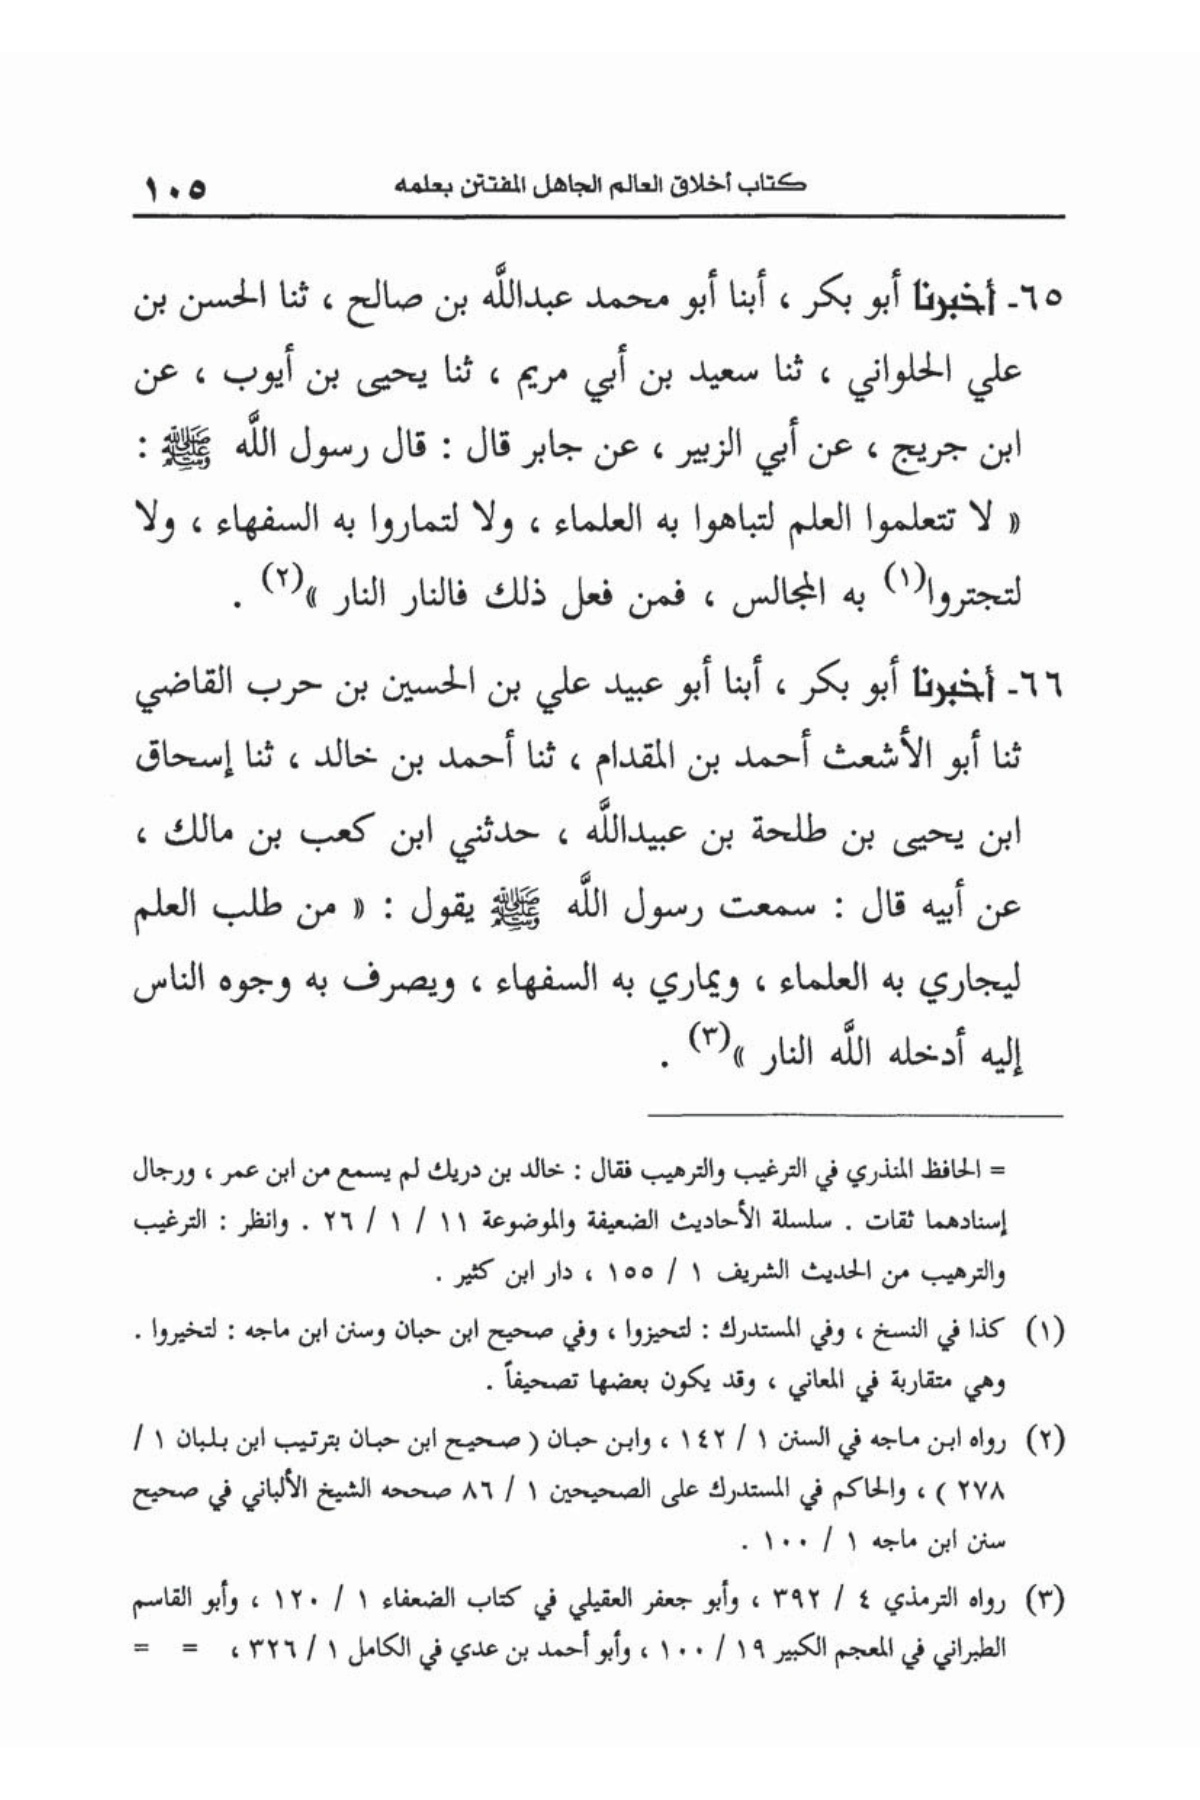 كتاب أخلاق العالم الجاهل المفتتن بعلمه ١٠٥
٦٥ـ أخبرنا أبو بكر ، أبنا أبو محمد عبداللَّه بن صالح ، ثنا الحسن بن
علي الحلواني ، ثنا سعيد بن أبي مريم ، ثنا يحيى بن أيوب ، عن
ابن جريج ، عن أبي الزبير ، عن جابر قال : قال رسول اللَّه ﷺ :
« لا تتعلموا العلم لتباهوا به العلماء ، ولا لتماروا به السفهاء ، ولا
لتجتروا(١) به المجالس ، فمن فعل ذلك فالنار النار »(٢) .
٦٦ـ أخبرنا أبو بكر ، أبنا أبو عبيد علي بن الحسين بن حرب القاضي
ثنا أبو الأشعث أحمد بن المقدام ، ثنا أحمد بن خالد ، ثنا إسحاق
ابن يحيى بن طلحة بن عبيداللَّه ، حدثني ابن كعب بن مالك ،
عن أبيه قال : سمعت رسول اللَّه ﷺ يقول : « من طلب العلم
ليجاري به العلماء ، ويماري به السفهاء ، ويصرف به وجوه الناس
إليه أدخله اللَّه النار »(٣) .
= الحافظ المنذري في الترغيب والترهيب فقال : خالد بن دريك لم يسمع من ابن عمر ، ورجال
إسنادهما ثقات . سلسلة الأحاديث الضعيفة والموضوعة ١١ / ١ / ٢٦ . وانظر : الترغيب
والترهيب من الحديث الشريف ١ / ١٥٥ ، دار ابن كثير .
(١) كذا في النسخ ، وفي المستدرك : لتحيزوا ، وفي صحيح ابن حبان وسنن ابن ماجه : لتخيروا .
وهي متقاربة في المعاني ، وقد يكون بعضها تصحيفاً .
(٢) رواه ابن ماجه في السنن ١ / ١٤٢ ، وابن حبان ( صحيح ابن حبان بترتيب ابن بلبان ١ /
٢٧٨ ) ، والحاكم في المستدرك على الصحيحين ١ / ٨٦ صححه الشيخ الألباني في صحيح
سنن ابن ماجه ١ / ١٠٠ .
(٣) رواه الترمذي ٤ / ٣٩٢ ، وأبو جعفر العقيلي في كتاب الضعفاء ١ / ١٢٠ ، وأبو القاسم
الطبراني في المعجم الكبير ١٩ / ١٠٠ ، وأبو أحمد بن عدي في الكامل ١ / ٣٢٦ ، = =